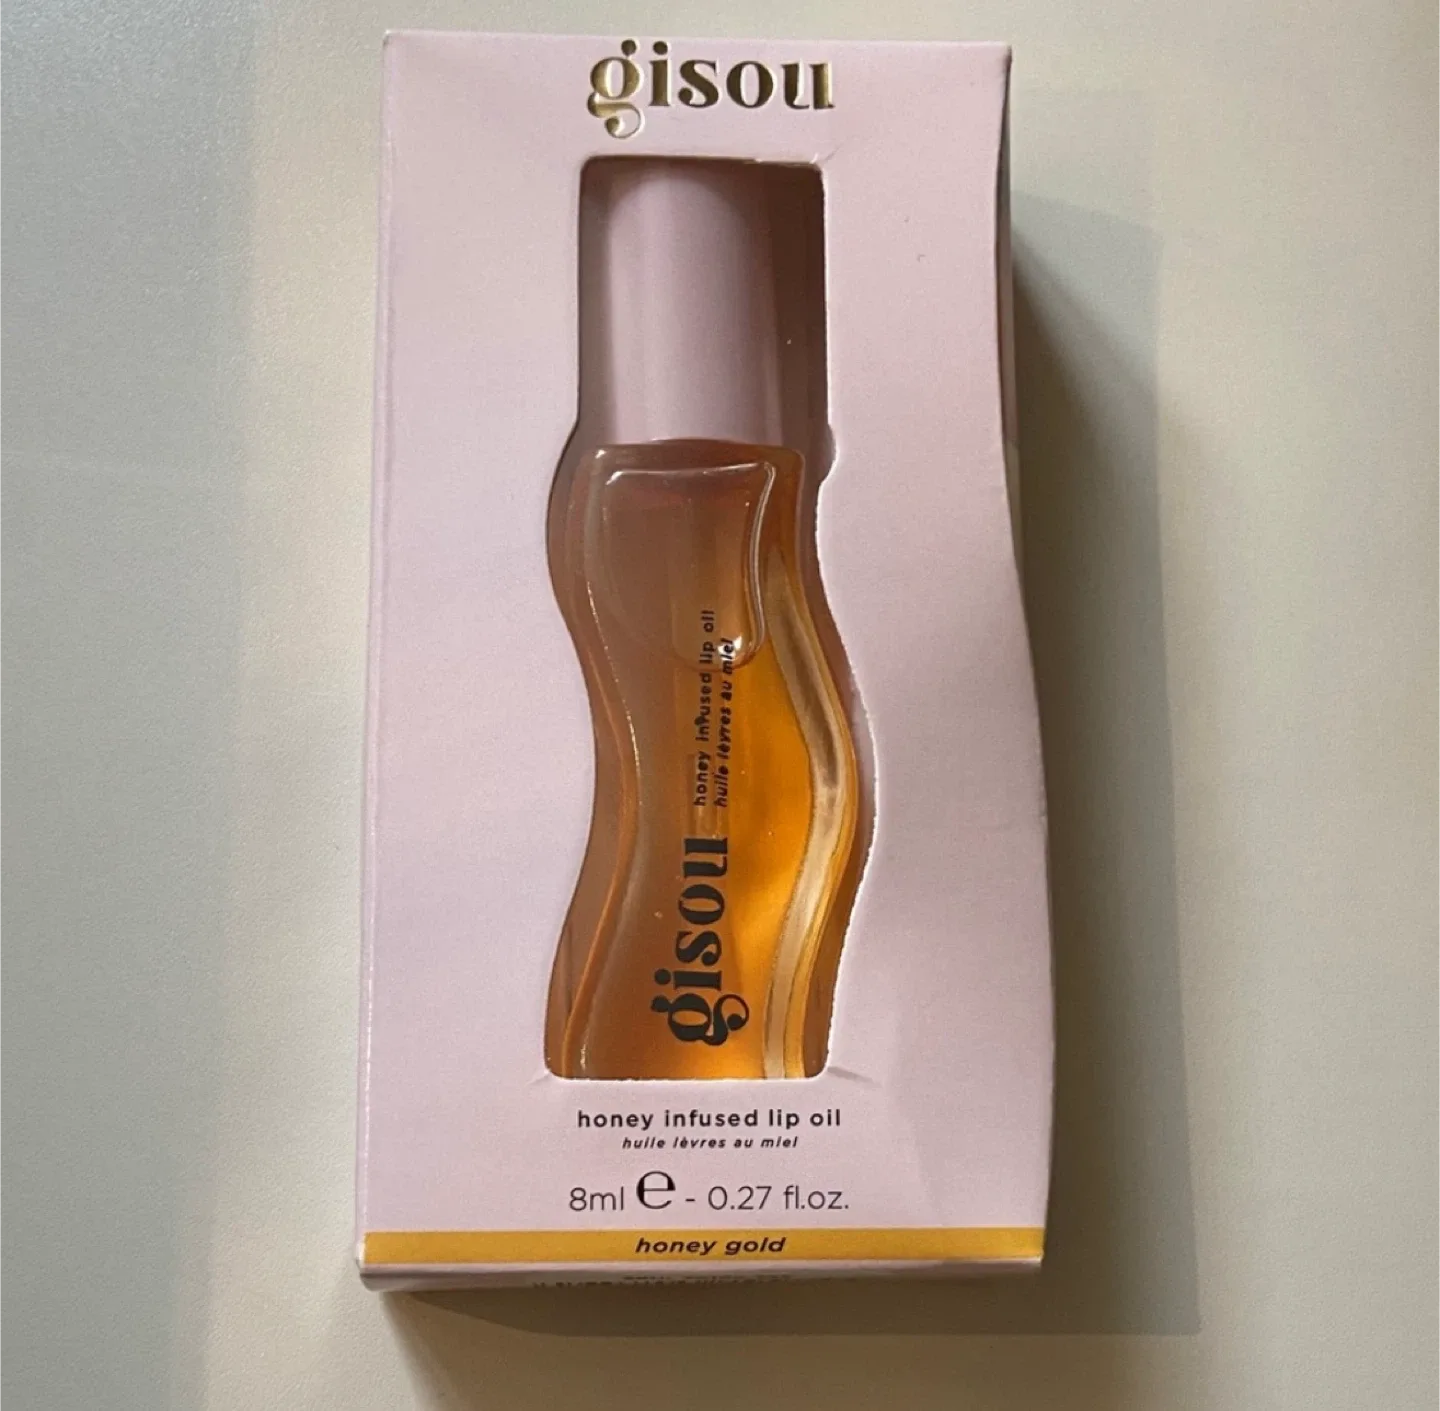 gisou
honey infused lip oil
huile lèvres au miel
gisou
honey infused lip oil
huile lèvres au miel
8ml e - 0.27 fl.oz.
honey gold